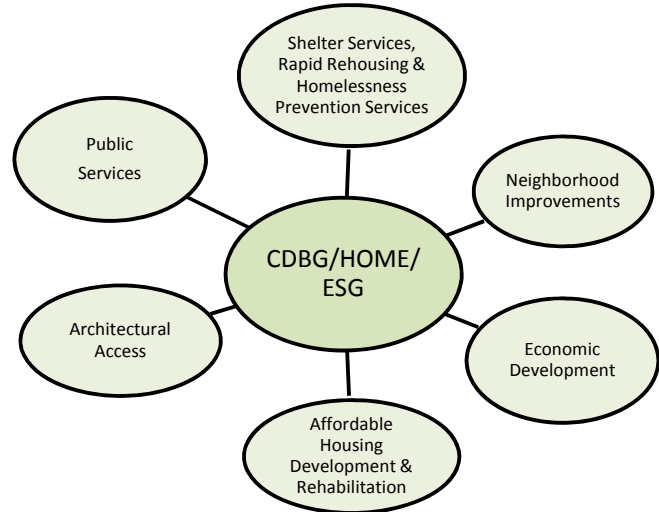 Shelter Services,
Rapid Rehousing &
Homelessness
Prevention Services
Public
Services
Neighborhood
Improvements
CDBG/HOME/
ESG
Architectural
Access
Economic
Development
Affordable
Housing
Development &
Rehabilitation